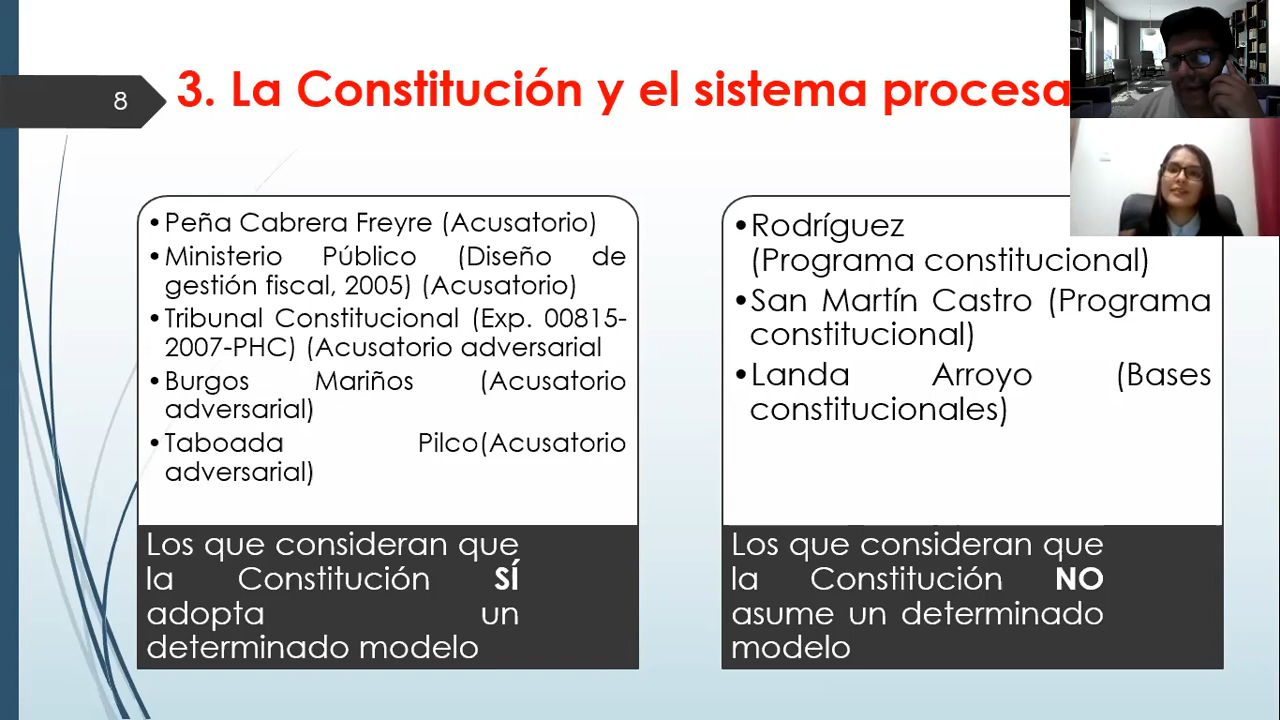 8
3. La Constitución y el sistema procesa
•Peña Cabrera Freyre (Acusatorio)
•Ministerio Público (Diseño de
gestión fiscal, 2005) (Acusatorio)
•Tribunal Constitucional (Exp. 00815-
2007-PHC) (Acusatorio adversarial
•Burgos Mariños (Acusatorio
adversarial)
•Taboada Pilco(Acusatorio
adversarial)
Los que consideran que
la Constitución SÍ
adopta un
determinado modelo
•Rodríguez
(Programa constitucional)
•San Martín Castro (Programa
constitucional)
•Landa Arroyo (Bases
constitucionales)
Los que consideran que
la Constitución NO
asume un determinado
modelo